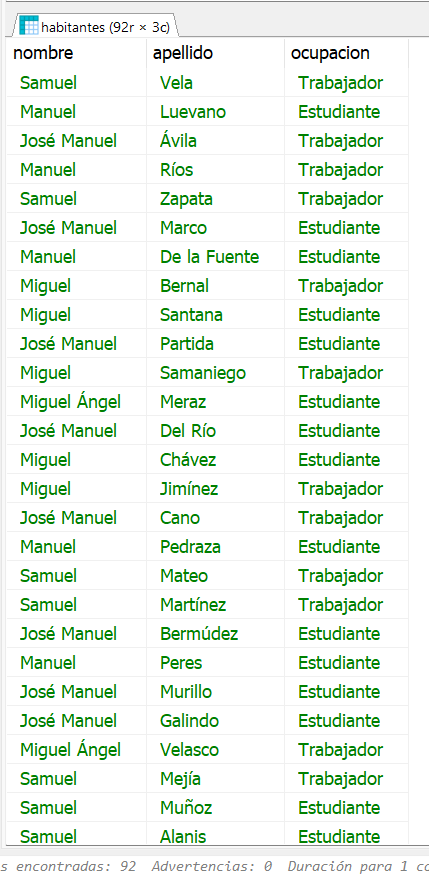 habitantes (92r × 3c)
nombre apellido ocupacion
Samuel Vela Trabajador
Manuel Luevano Estudiante
José Manuel Ávila Trabajador
Manuel Ríos Trabajador
Samuel Zapata Trabajador
José Manuel Marco Estudiante
Manuel De la Fuente Estudiante
Miguel Bernal Trabajador
Miguel Santana Estudiante
José Manuel Partida Estudiante
Miguel Samaniego Trabajador
Miguel Ángel Meraz Estudiante
José Manuel Del Río Estudiante
Miguel Chávez Estudiante
Miguel Jimínez Trabajador
José Manuel Cano Trabajador
Manuel Pedraza Estudiante
Samuel Mateo Trabajador
Samuel Martínez Trabajador
José Manuel Bermúdez Estudiante
Manuel Peres Estudiante
José Manuel Murillo Estudiante
José Manuel Galindo Estudiante
Miguel Ángel Velasco Trabajador
Samuel Mejía Trabajador
Samuel Muñoz Estudiante
Samuel Alanis Estudiante
s encontradas: 92 Advertencias: 0 Duración para 1 co